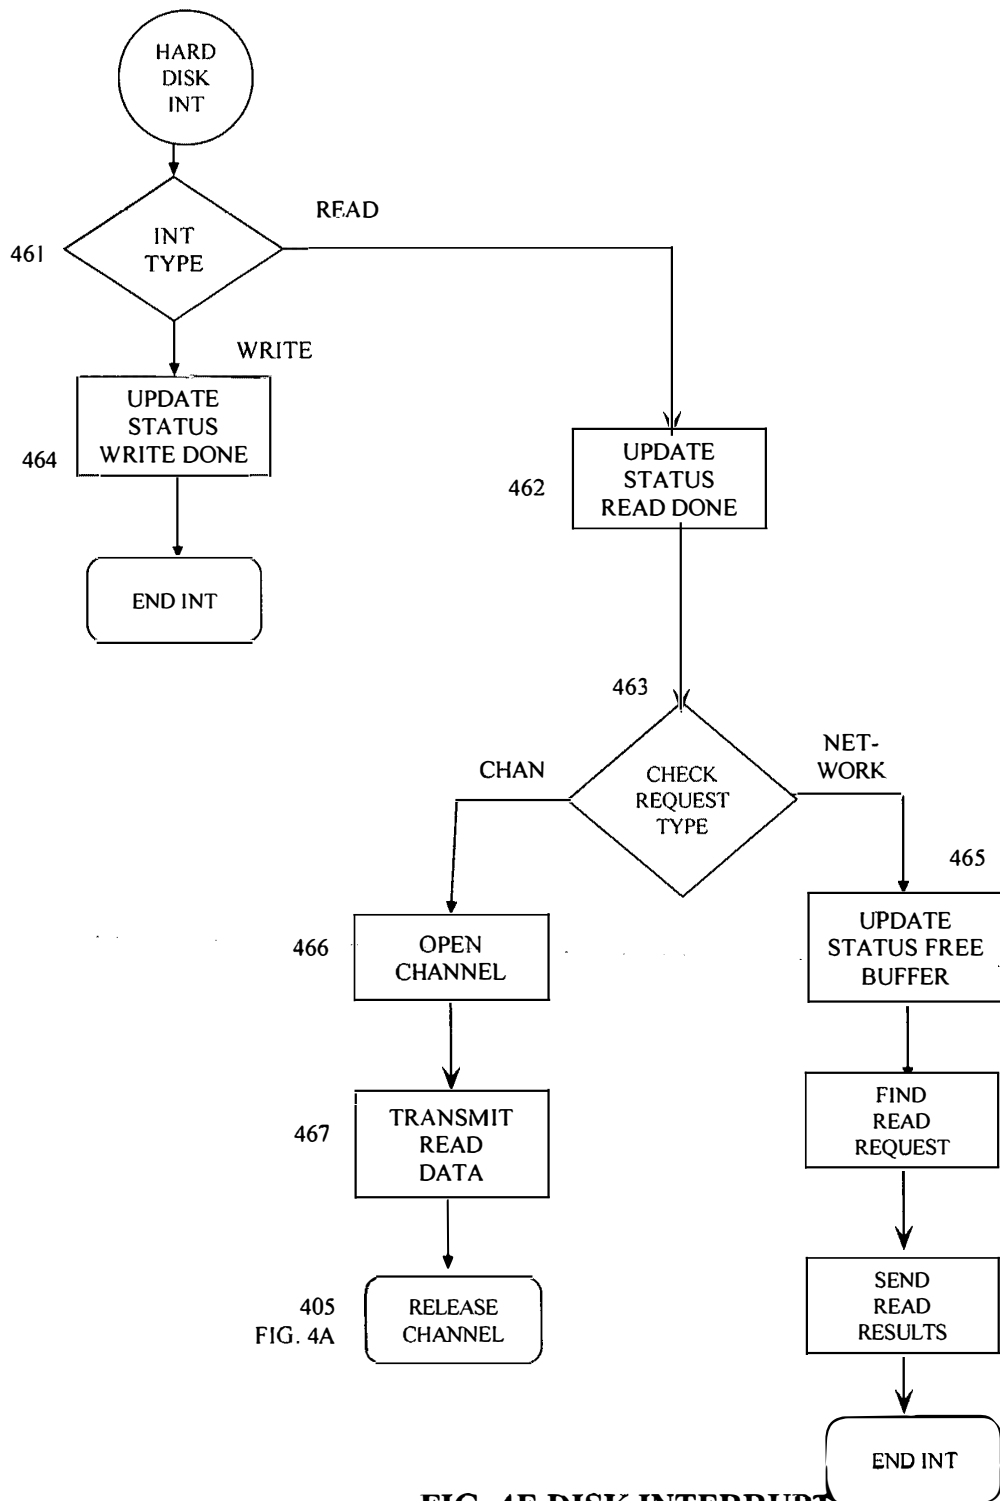 HARD
DISK
INT
READ
INT
TYPE
461
WRITE
UPDATE
STATUS
WRITE DONE
464
UPDATE
STATUS
READ DONE
462
END INT
463
CHAN
CHECK
REQUEST
TYPE
NET-
WORK
465
466
OPEN
CHANNEL
UPDATE
STATUS FREE
BUFFER
467
TRANSMIT
READ
DATA
FIND
READ
REQUEST
405
FIG. 4A
RELEASE
CHANNEL
SEND
READ
RESULTS
END INT
DISK INTERRUPT